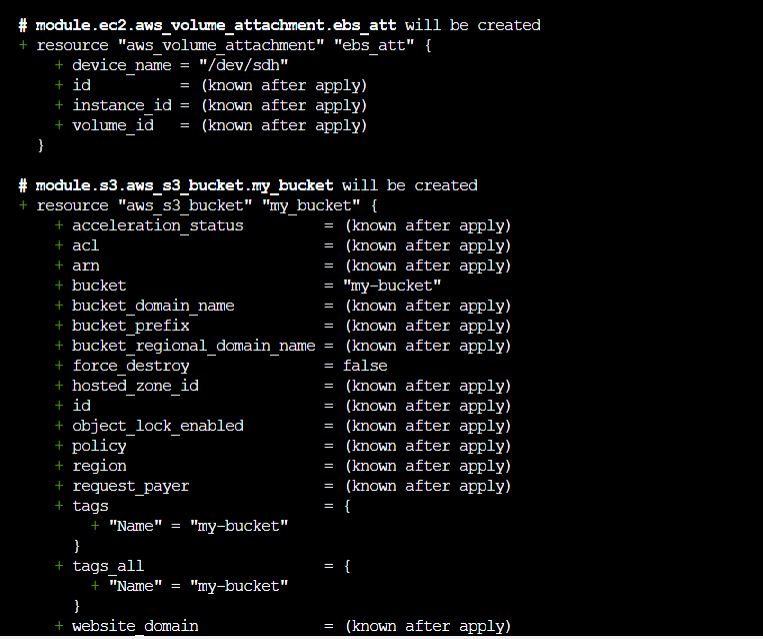 # module.ec2.aws_volume_attachment.ebs_att will be created
+ resource "aws_volume_attachment" "ebs_att" {
    + device_name = "/dev/sdh"
    + id          = (known after apply)
    + instance_id = (known after apply)
    + volume_id   = (known after apply)
  }
# module.s3.aws_s3_bucket.my_bucket will be created
+ resource "aws_s3_bucket" "my_bucket" {
    + acceleration_status         = (known after apply)
    + acl                         = (known after apply)
    + arn                         = (known after apply)
    + bucket                      = "my-bucket"
    + bucket_domain_name          = (known after apply)
    + bucket_prefix               = (known after apply)
    + bucket_regional_domain_name = (known after apply)
    + force_destroy               = false
    + hosted_zone_id              = (known after apply)
    + id                          = (known after apply)
    + object_lock_enabled         = (known after apply)
    + policy                      = (known after apply)
    + region                      = (known after apply)
    + request_payer               = (known after apply)
    + tags                        = {
        + "Name" = "my-bucket"
      }
    + tags_all                    = {
        + "Name" = "my-bucket"
      }
    + website_domain              = (known after apply)